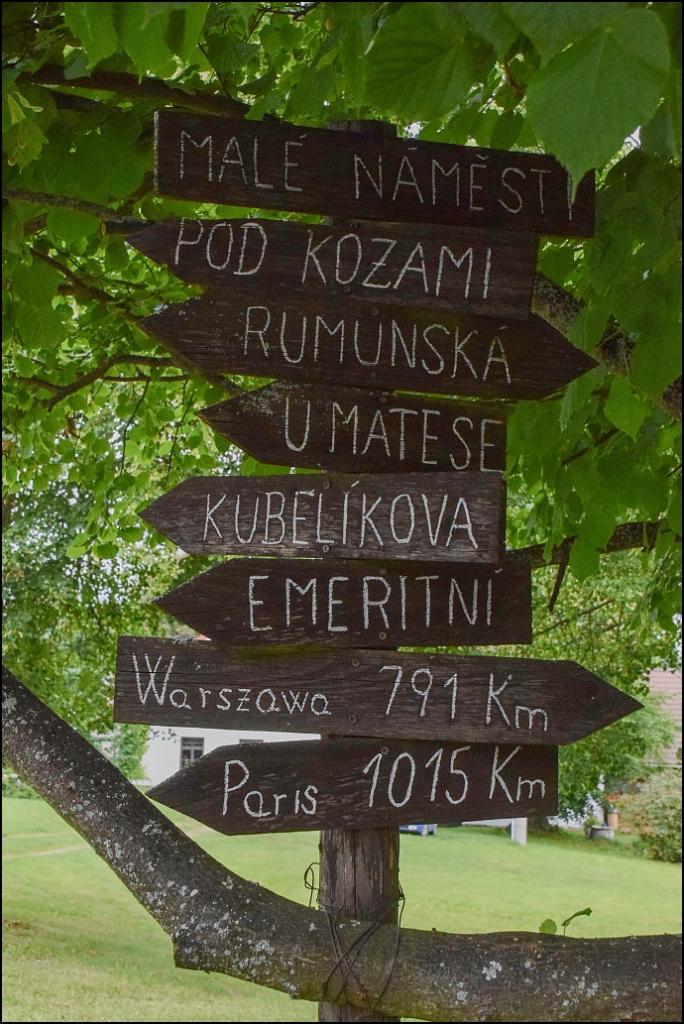 MALÉ NÁMĚSTÍ
POD KOZAMI
RUMUNSKÁ
U MATESE
KUBELÍKOVA
EMERITNÍ
Warszawa 791 Km
Paris 1015 Km